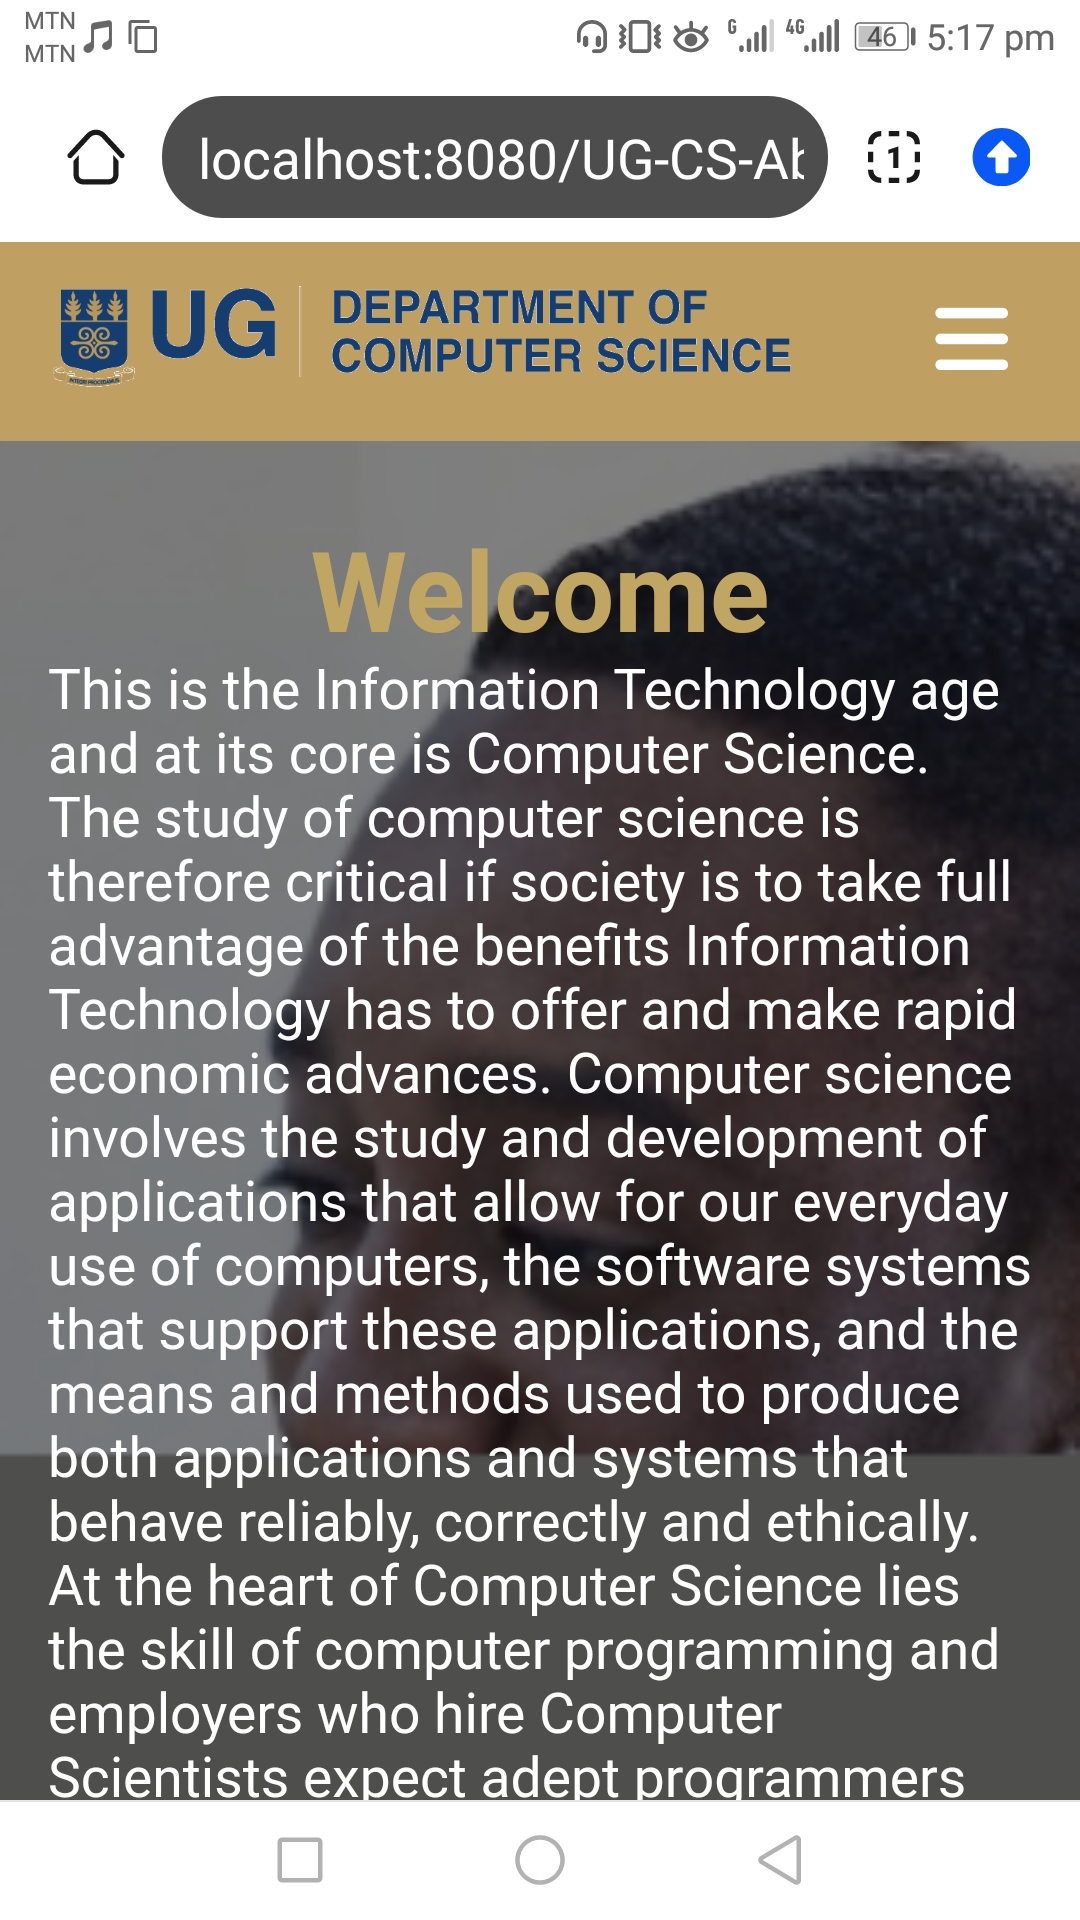 MTN
MTN
G
4G
46
5:17 pm
localhost:8080/UG-CS-Ab
1
UG
DEPARTMENT OF
COMPUTER SCIENCE
INTEGRI PROCEDAMUS
Welcome
This is the Information Technology age
and at its core is Computer Science.
The study of computer science is
therefore critical if society is to take full
advantage of the benefits Information
Technology has to offer and make rapid
economic advances. Computer science
involves the study and development of
applications that allow for our everyday
use of computers, the software systems
that support these applications, and the
means and methods used to produce
both applications and systems that
behave reliably, correctly and ethically.
At the heart of Computer Science lies
the skill of computer programming and
employers who hire Computer
Scientists expect adept programmers